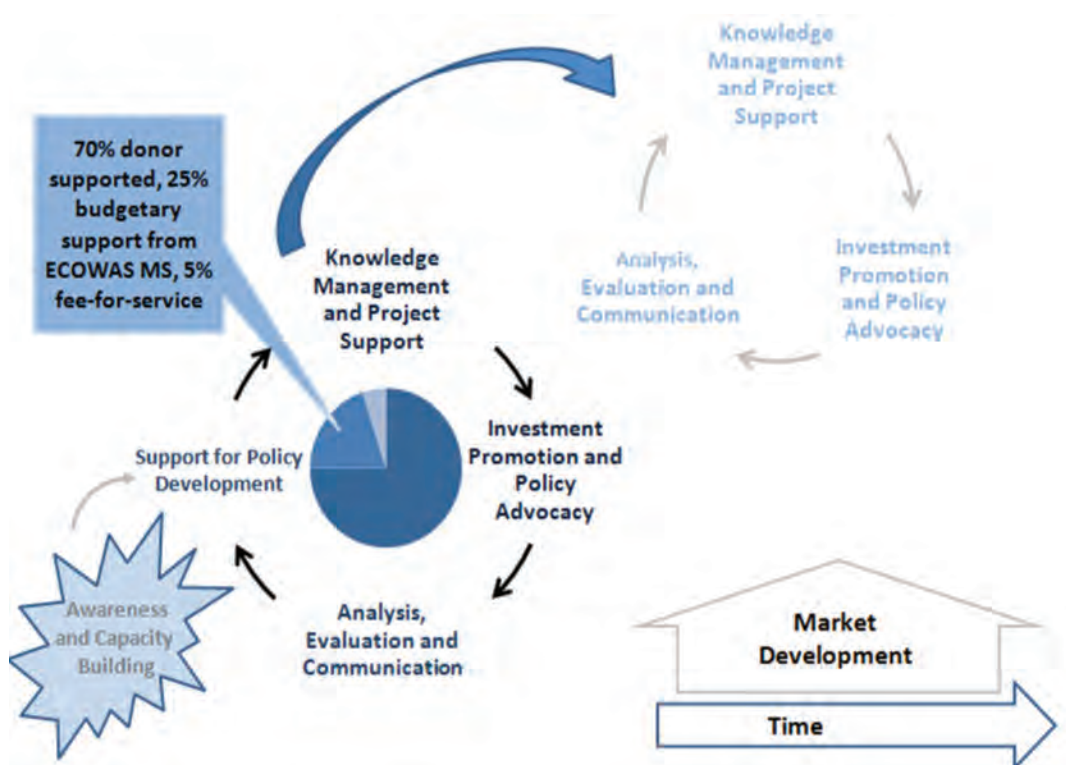 Knowledge
Management
and Project
Support
70% donor
supported, 25%
budgetary
support from
ECOWAS MS, 5%
fee-for-service
Analysis,
Evaluation and
Communication
Investment
Promotion
and Policy
Advocacy
Knowledge
Management
and Project
Support
Support for Policy
Development
Investment
Promotion and
Policy
Advocacy
Awareness
and Capacity
Building
Analysis,
Evaluation and
Communication
Market
Development
Time